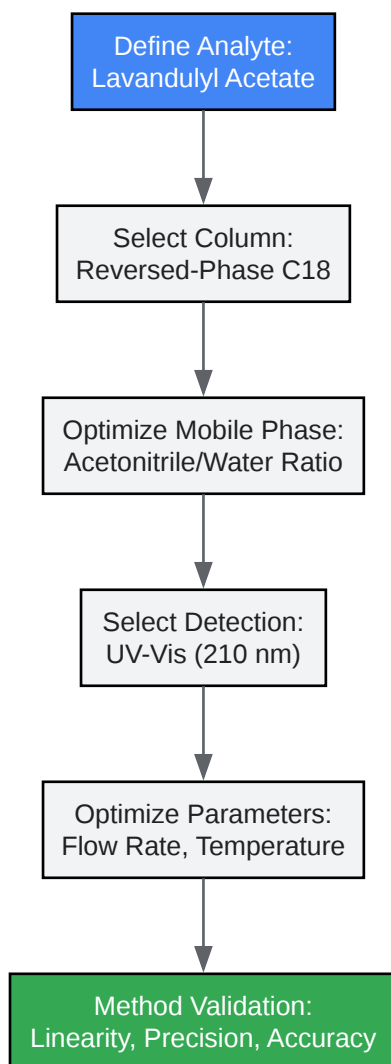 Define Analyte:
Lavandulyl Acetate
Select Column:
Reversed-Phase C18
Optimize Mobile Phase:
Acetonitrile/Water Ratio
Select Detection:
UV-Vis (210 nm)
Optimize Parameters:
Flow Rate, Temperature
Method Validation:
Linearity, Precision, Accuracy